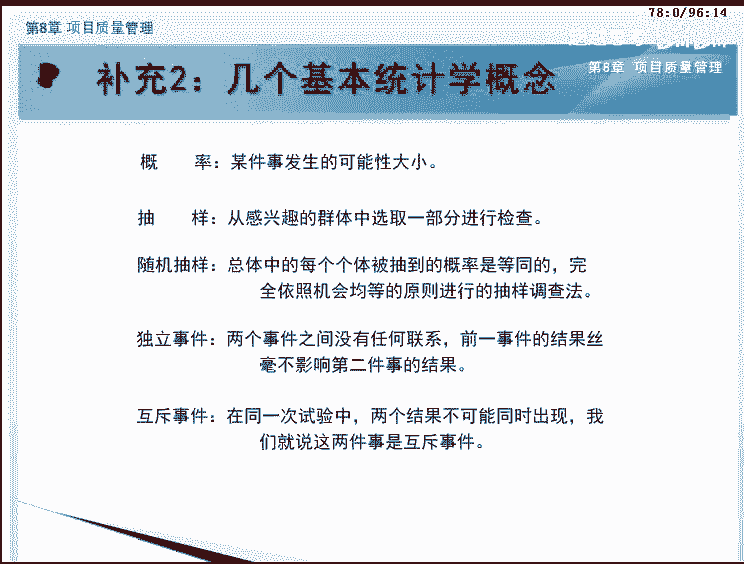 78:0/96:14
第8章 项目质量管理
第8章 项目质量管理
补充2：几个基本统计学概念
概　　率：某件事发生的可能性大小。
抽　　样：从感兴趣的群体中选取一部分进行检查。
随机抽样：总体中的每个个体被抽到的概率是等同的，完
全依照机会均等的原则进行的抽样调查法。
独立事件：两个事件之间没有任何联系，前一事件的结果丝
毫不影响第二件事的结果。
互斥事件：在同一次试验中，两个结果不可能同时出现，我
们就说这两件事是互斥事件。